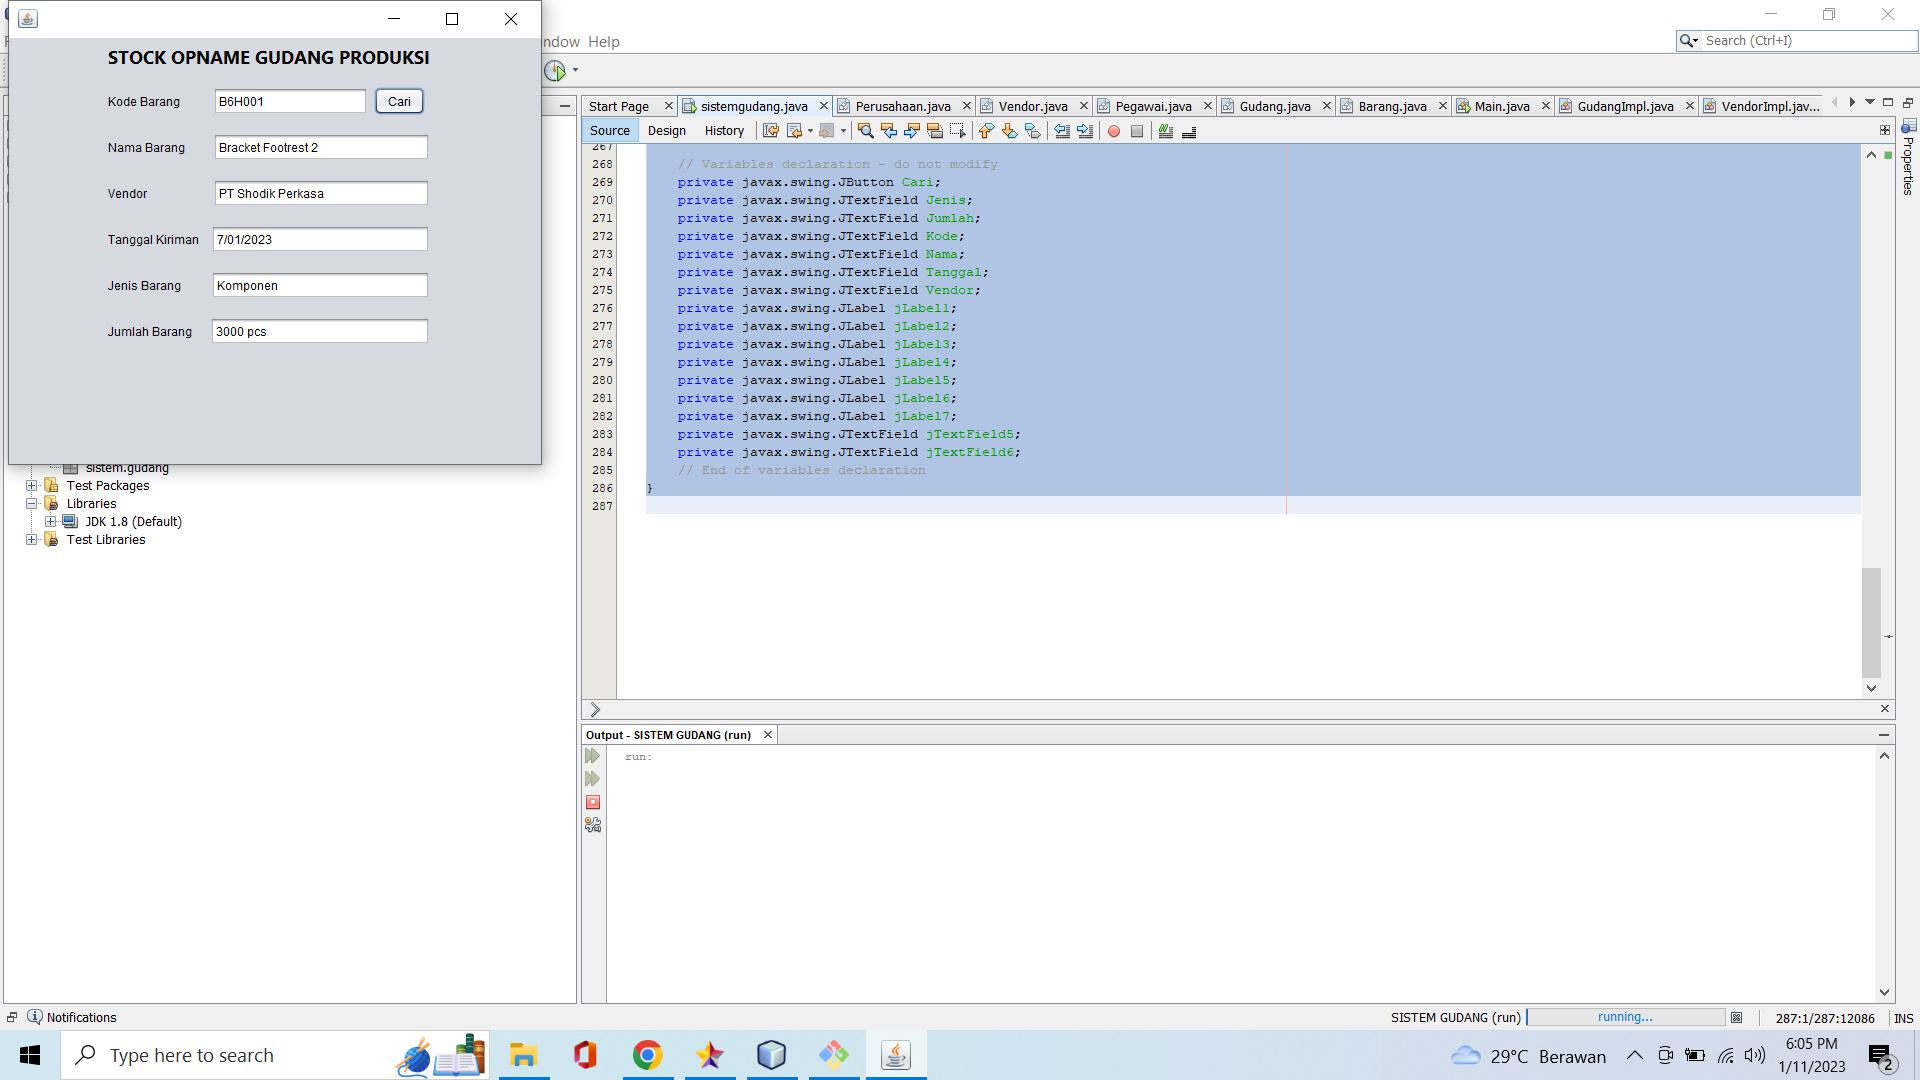 STOCK OPNAME GUDANG PRODUKSI
Kode Barang B6H001 Cari
Nama Barang Bracket Footrest 2
Vendor PT Shodik Perkasa
Tanggal Kiriman 7/01/2023
Jenis Barang Komponen
Jumlah Barang 3000 pcs
Help
Search (Ctrl+I)
Start Page sistemgudang.java Perusahaan.java Vendor.java Pegawai.java Gudang.java Barang.java Main.java GudangImpl.java VendorImpl.jav...
Source Design History
Properties
267
268 // Variables declaration - do not modify
269 private javax.swing.JButton Cari;
270 private javax.swing.JTextField Jenis;
271 private javax.swing.JTextField Jumlah;
272 private javax.swing.JTextField Kode;
273 private javax.swing.JTextField Nama;
274 private javax.swing.JTextField Tanggal;
275 private javax.swing.JTextField Vendor;
276 private javax.swing.JLabel jLabel1;
277 private javax.swing.JLabel jLabel2;
278 private javax.swing.JLabel jLabel3;
279 private javax.swing.JLabel jLabel4;
280 private javax.swing.JLabel jLabel5;
281 private javax.swing.JLabel jLabel6;
282 private javax.swing.JLabel jLabel7;
283 private javax.swing.JTextField jTextField5;
284 private javax.swing.JTextField jTextField6;
285 // End of variables declaration
286 }
287
sistem.gudang
Test Packages
Libraries
JDK 1.8 (Default)
Test Libraries
Output - SISTEM GUDANG (run)
run:
Notifications
SISTEM GUDANG (run) running... 287:1/287:12086 INS
Type here to search
29°C Berawan
6:05 PM
1/11/2023
2